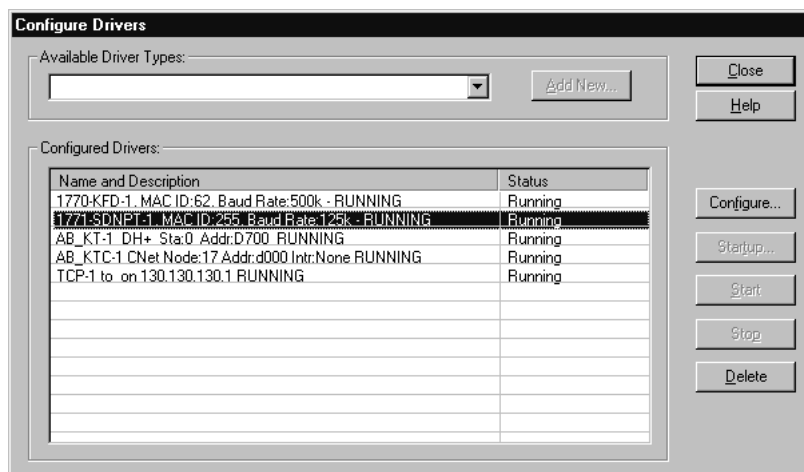 Configure Drivers
Available Driver Types:
Add New...
Close
Help
Configured Drivers:
Name and Description Status
1770-KFD-1, MAC ID:62, Baud Rate:500k - RUNNING Running
1771-SDNPT-1, MAC ID:255, Baud Rate:125k - RUNNING Running
AB_KT-1 DH+ Sta:0 Addr:D700 RUNNING Running
AB_KTC-1 CNet Node:17 Addr:d000 Intr:None RUNNING Running
TCP-1 to on 130.130.130.1 RUNNING Running
Configure...
Startup...
Start
Stop
Delete